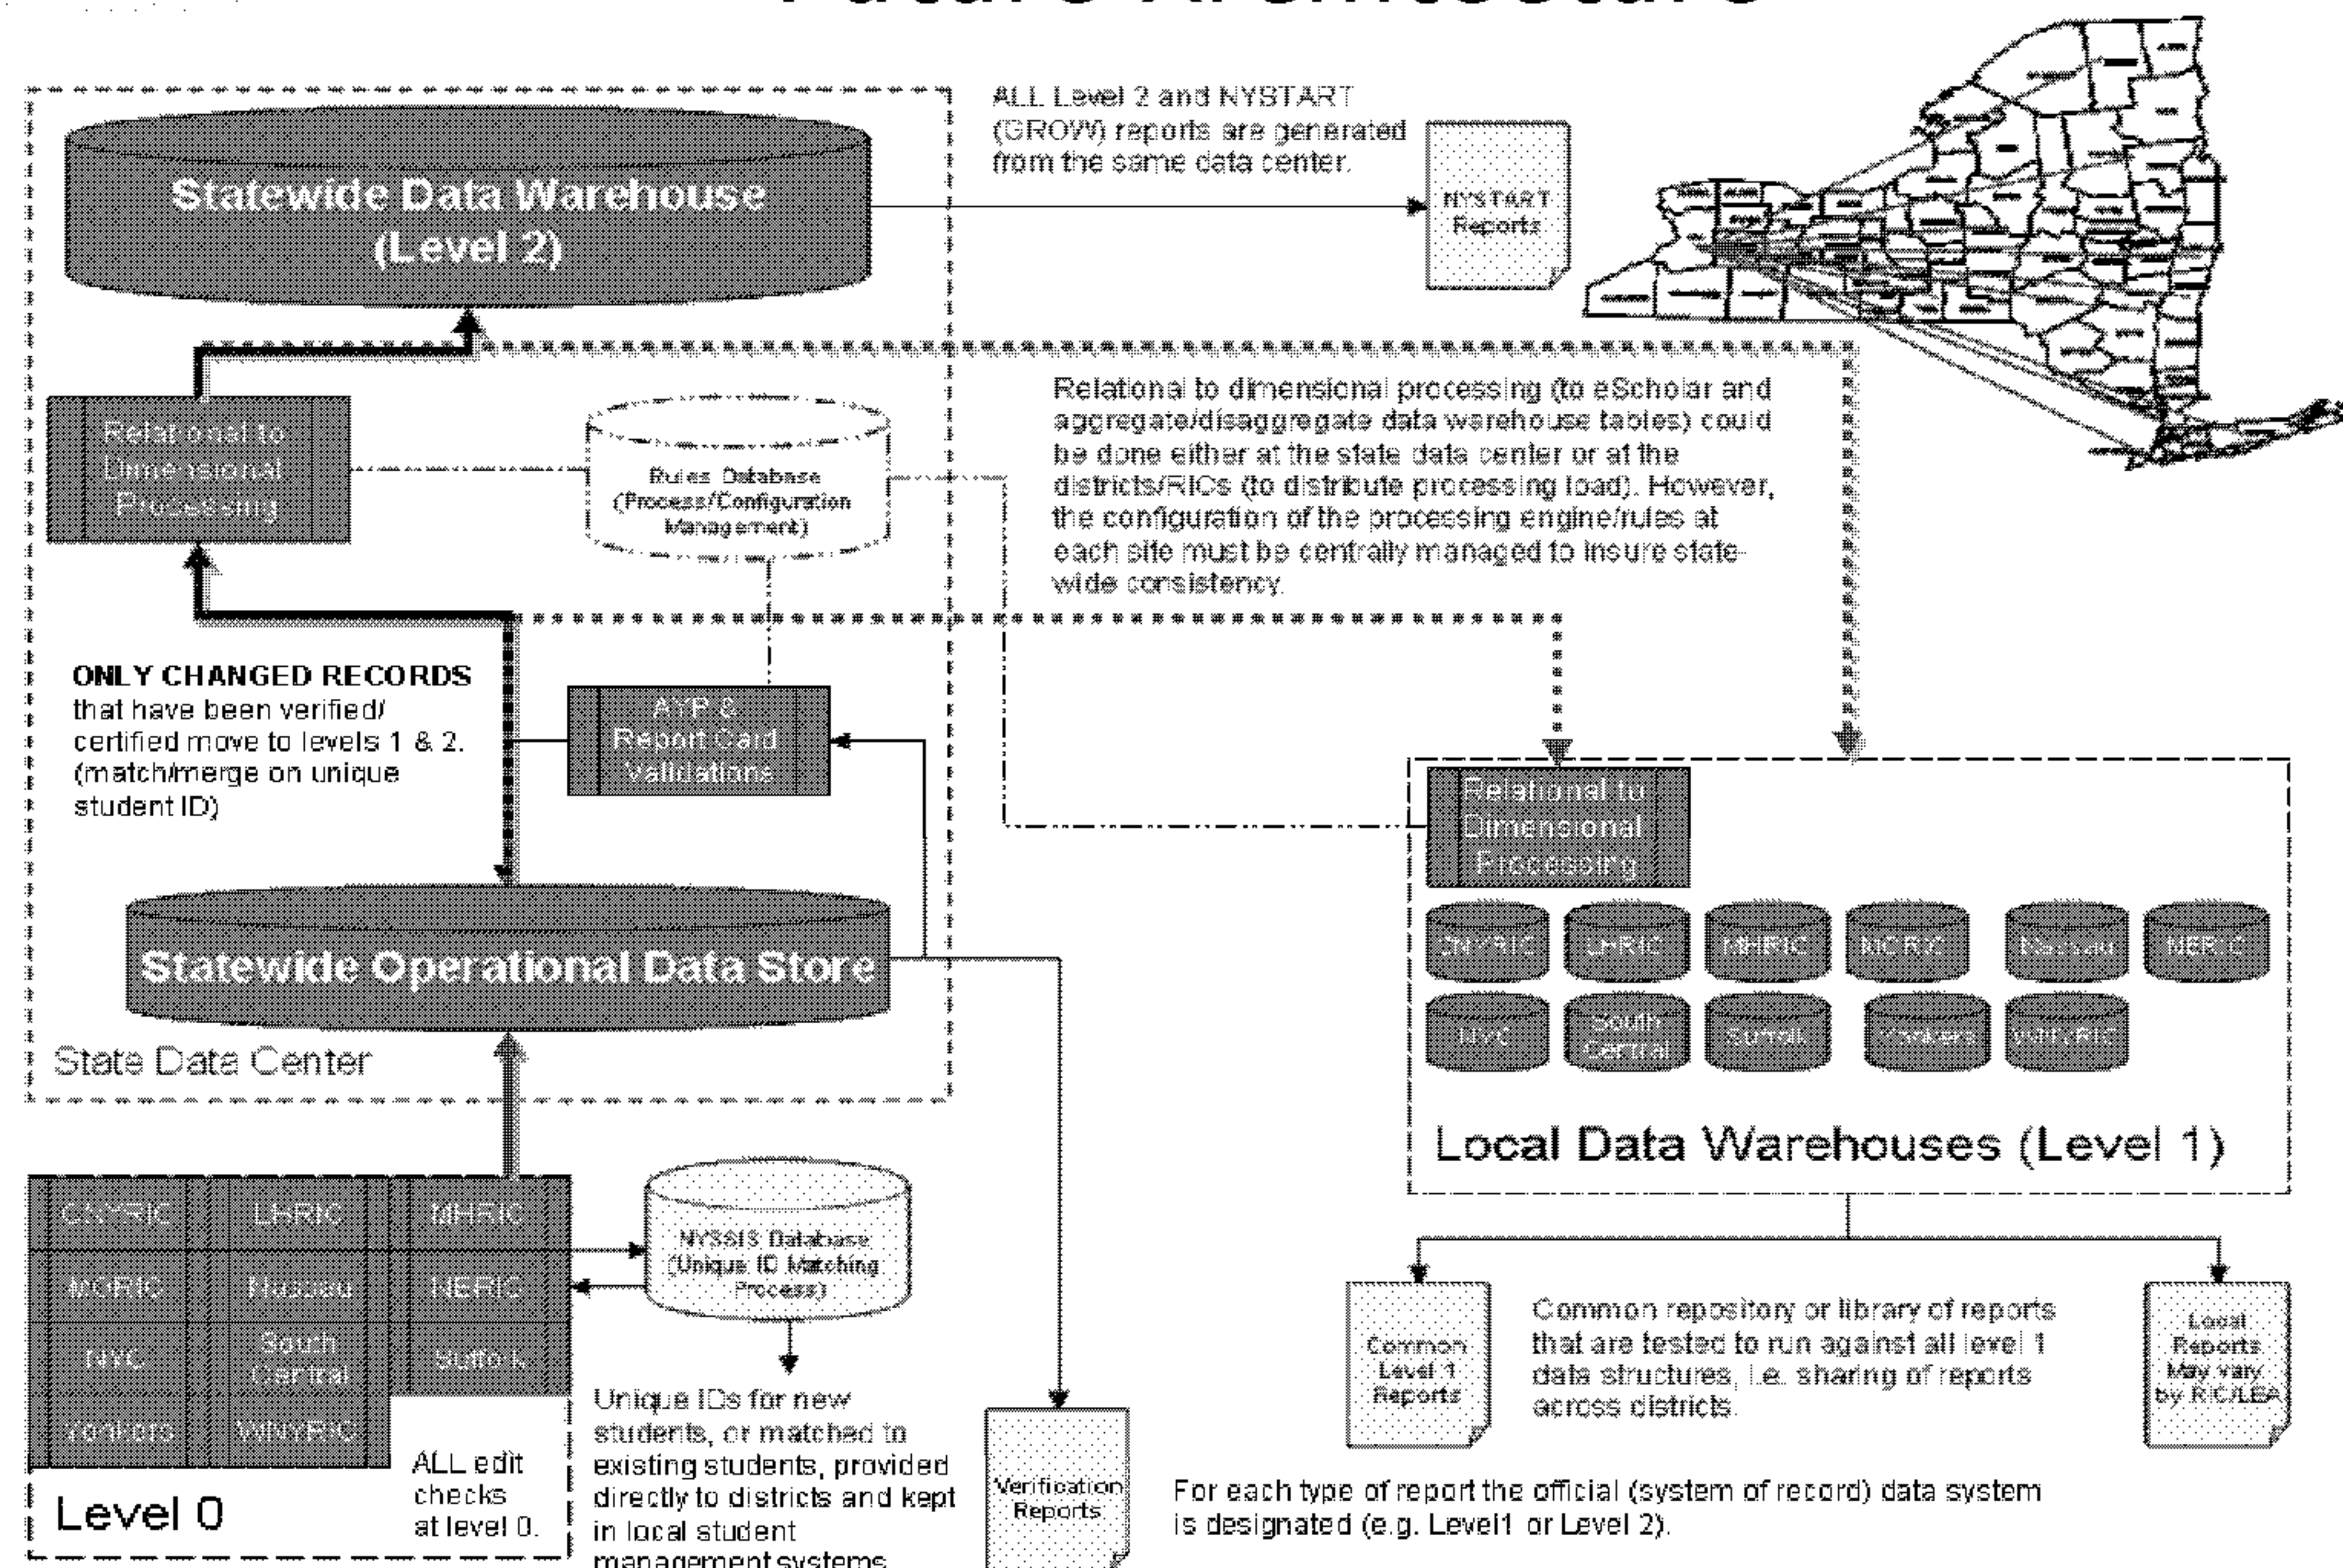 Future Architecture
ALL Level 2 and NYSTART
(GROW) reports are generated
from the same data center.
NYSTART
Reports
Statewide Data Warehouse
(Level 2)
Relational to
Dimensional
Processing
Rules Database
(Process/Configuration
Management)
Relational to dimensional processing (to eScholar and
aggregate/disaggregate data warehouse tables) could
be done either at the state data center or at the
districts/RICs (to distribute processing load). However,
the configuration of the processing engine/rules at
each site must be centrally managed to insure state-
wide consistency.
ONLY CHANGED RECORDS
that have been verified/
certified move to levels 1 & 2.
(match/merge on unique
student ID)
AYP &
Report Card
Validations
Statewide Operational Data Store
State Data Center
Relational to
Dimensional
Processing
CNYRIC
LHRIC
MHRIC
MORIC
Nassau
NERIC
NYC
South
Central
Suffolk
Yonkers
WNYRIC
Local Data Warehouses (Level 1)
CNYRIC
LHRIC
MHRIC
MORIC
Nassau
NERIC
NYC
South
Central
Suffolk
Yonkers
WNYRIC
ALL edit
checks
at level 0.
Level 0
NYSSIS Database
(Unique ID Matching
Process)
Unique IDs for new
students, or matched to
existing students, provided
directly to districts and kept
in local student
management systems
Verification
Reports
Common
Level 1
Reports
Common repository or library of reports
that are tested to run against all level 1
data structures, i.e. sharing of reports
across districts.
Local
Reports
May vary
by RIC/LEA
For each type of report the official (system of record) data system
is designated (e.g. Level1 or Level 2).